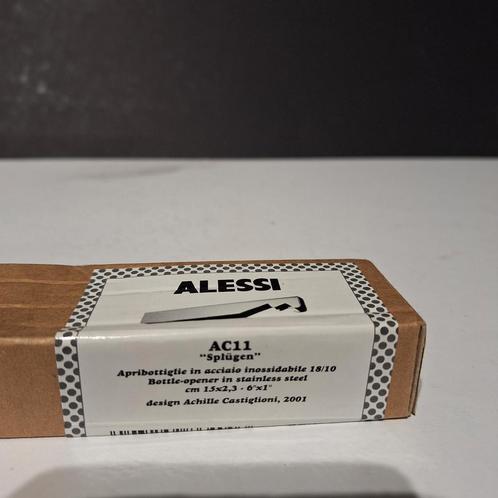 ALESSI
AC11
"Splügen"
Apribottiglie in acciaio inossidabile 18/10
Bottle-opener in stainless steel
cm 15x2,3 - 6"x1"
design Achille Castiglioni, 2001